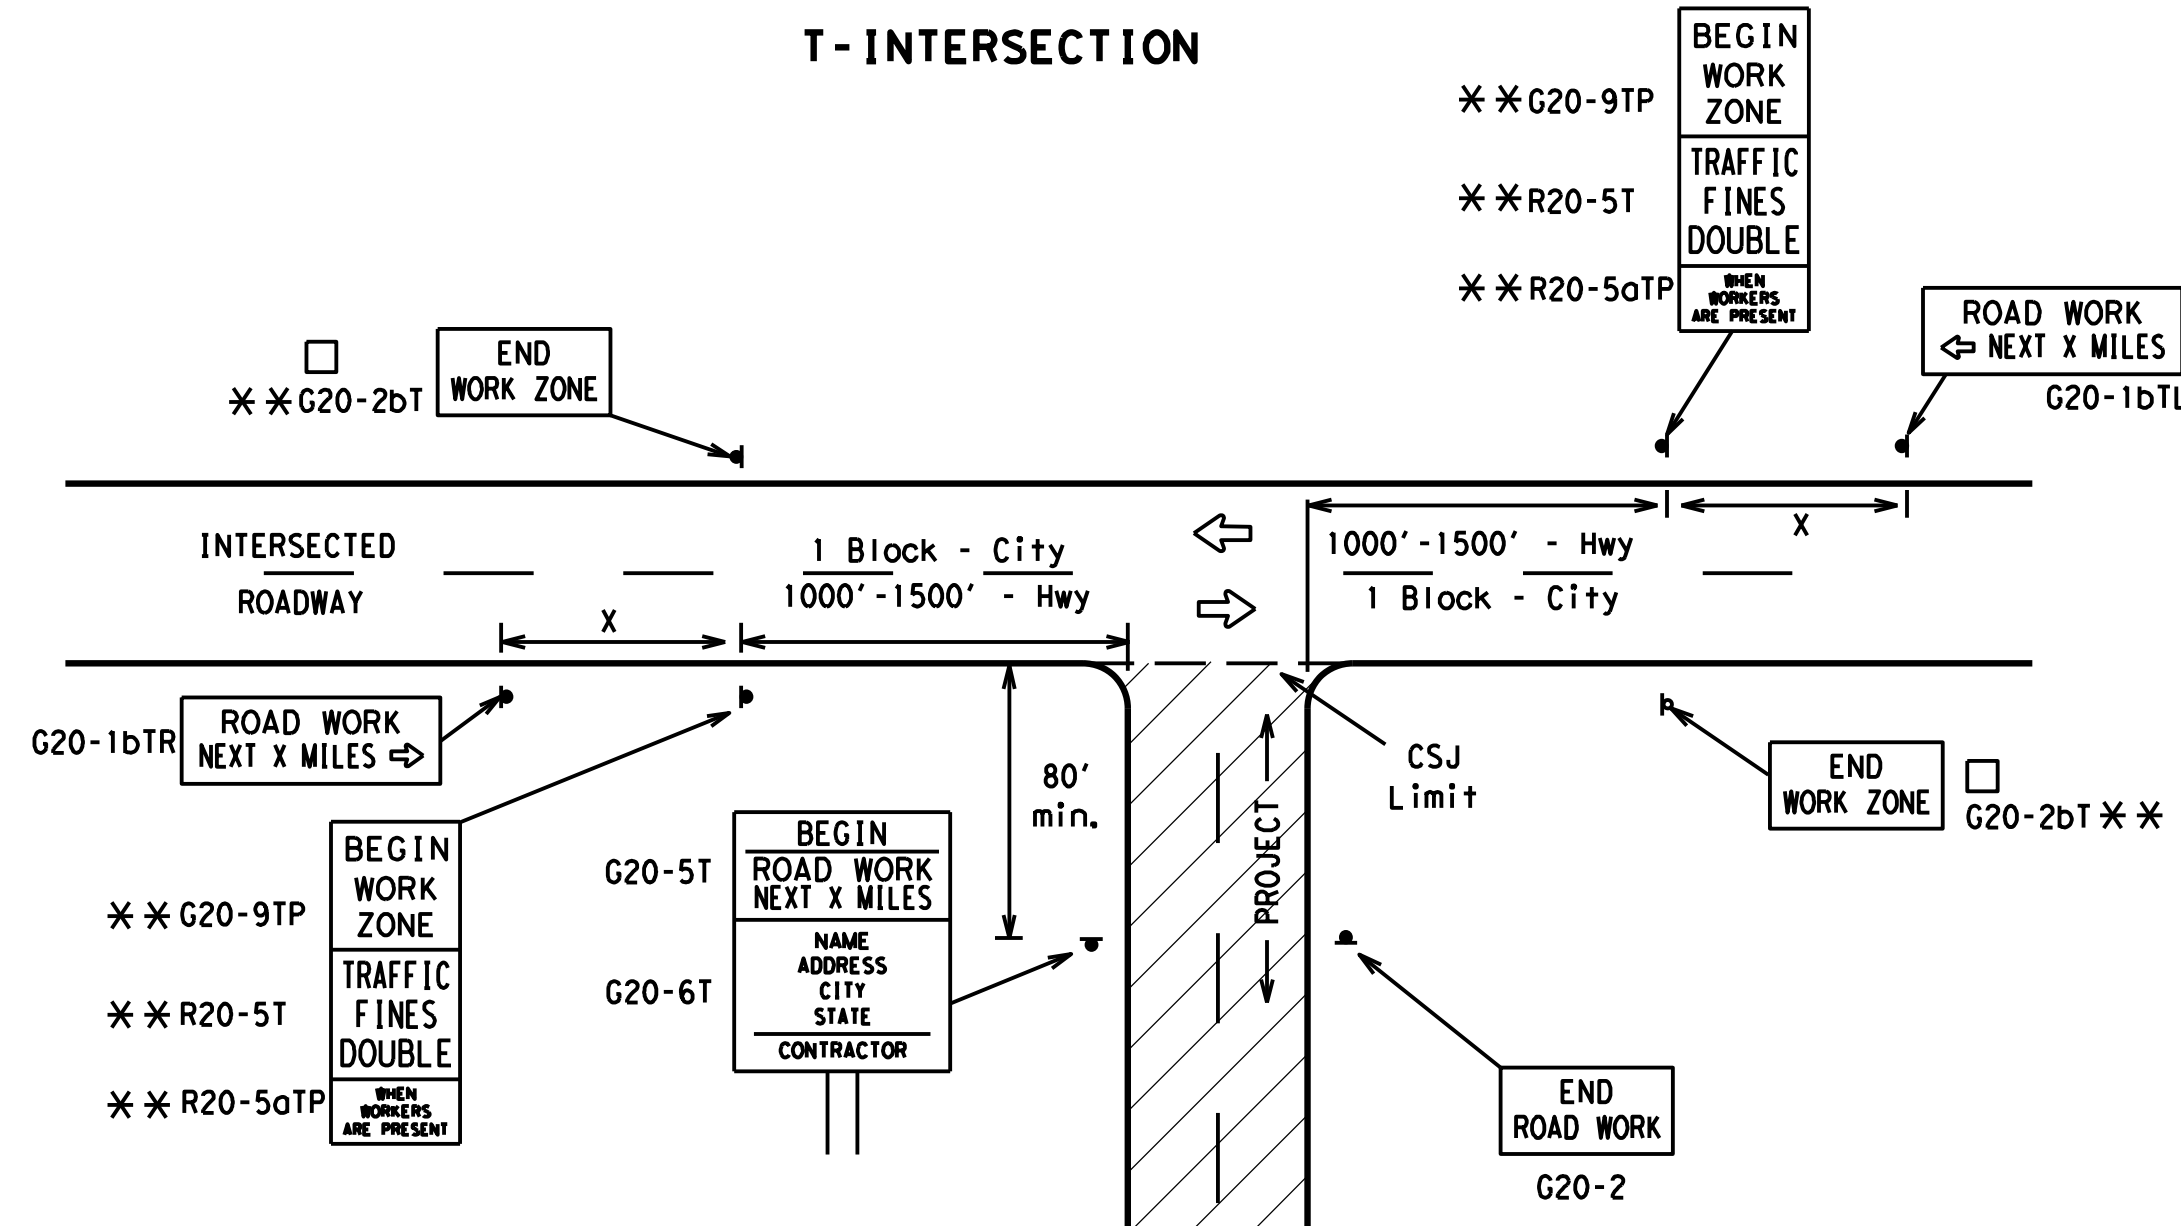 T-INTERSECTION
BEGIN
WORK
ZONE
**G20-9TP
TRAFFIC
FINES
DOUBLE
**R20-5T
WHEN
WORKERS
ARE PRESENT
**R20-5aTP
ROAD WORK
NEXT X MILES
G20-1bTL
END
WORK ZONE
**G20-2bT
INTERSECTED
ROADWAY
X
1 Block - City
1000'-1500' - Hwy
1000'-1500' - Hwy
1 Block - City
X
G20-1bTR
ROAD WORK
NEXT X MILES
80'
min.
CSJ
Limit
PROJECT
END
WORK ZONE
G20-2bT**
BEGIN
WORK
ZONE
**G20-9TP
TRAFFIC
FINES
DOUBLE
**R20-5T
WHEN
WORKERS
ARE PRESENT
**R20-5aTP
G20-5T
BEGIN
ROAD WORK
NEXT X MILES
G20-6T
NAME
ADDRESS
CITY
STATE
CONTRACTOR
END
ROAD WORK
G20-2